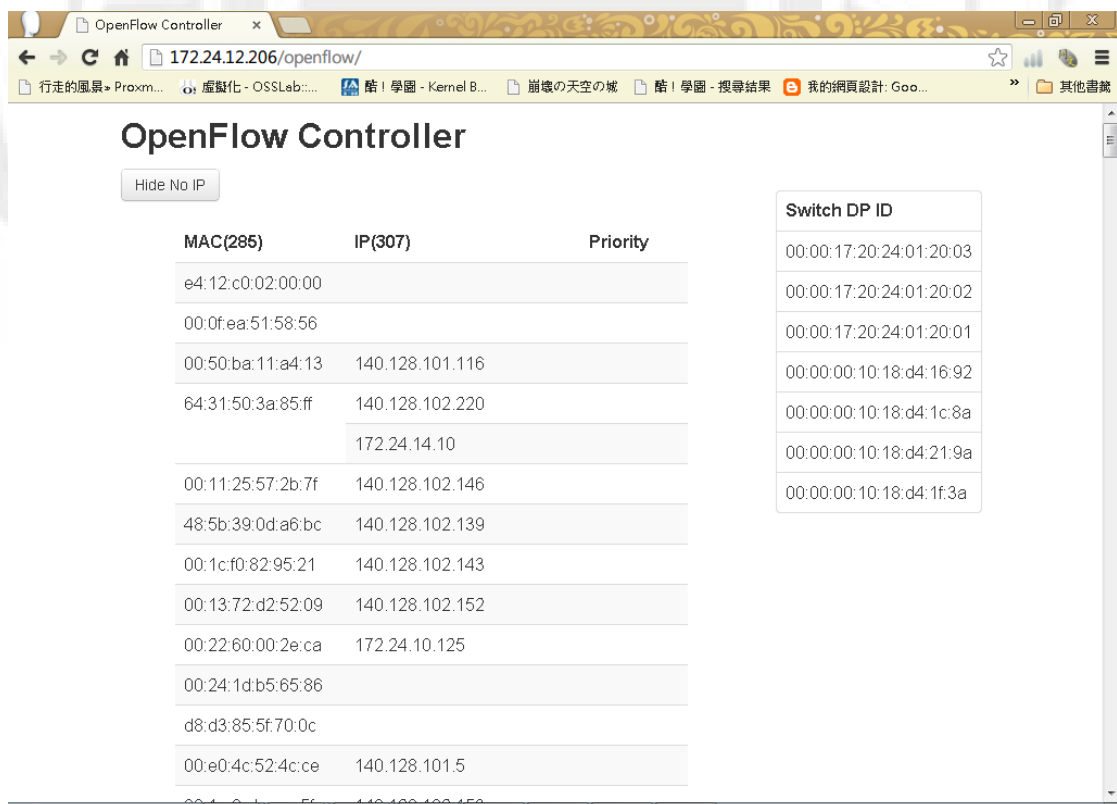 OpenFlow Controller
172.24.12.206/openflow/
行走的風景» Proxm... 虛擬化 - OSSLab::... 酷！學園 - Kernel B... 崩壞の天空の城 酷！學園 - 搜尋結果 我的網頁設計: Goo... » 其他書籤
OpenFlow Controller
Hide No IP
MAC(285) IP(307) Priority
e4:12:c0:02:00:00
00:0f:ea:51:58:56
00:50:ba:11:a4:13 140.128.101.116
64:31:50:3a:85:ff 140.128.102.220
172.24.14.10
00:11:25:57:2b:7f 140.128.102.146
48:5b:39:0d:a6:bc 140.128.102.139
00:1c:f0:82:95:21 140.128.102.143
00:13:72:d2:52:09 140.128.102.152
00:22:60:00:2e:ca 172.24.10.125
00:24:1d:b5:65:86
d8:d3:85:5f:70:0c
00:e0:4c:52:4c:ce 140.128.101.5
Switch DP ID
00:00:17:20:24:01:20:03
00:00:17:20:24:01:20:02
00:00:17:20:24:01:20:01
00:00:00:10:18:d4:16:92
00:00:00:10:18:d4:1c:8a
00:00:00:10:18:d4:21:9a
00:00:00:10:18:d4:1f:3a